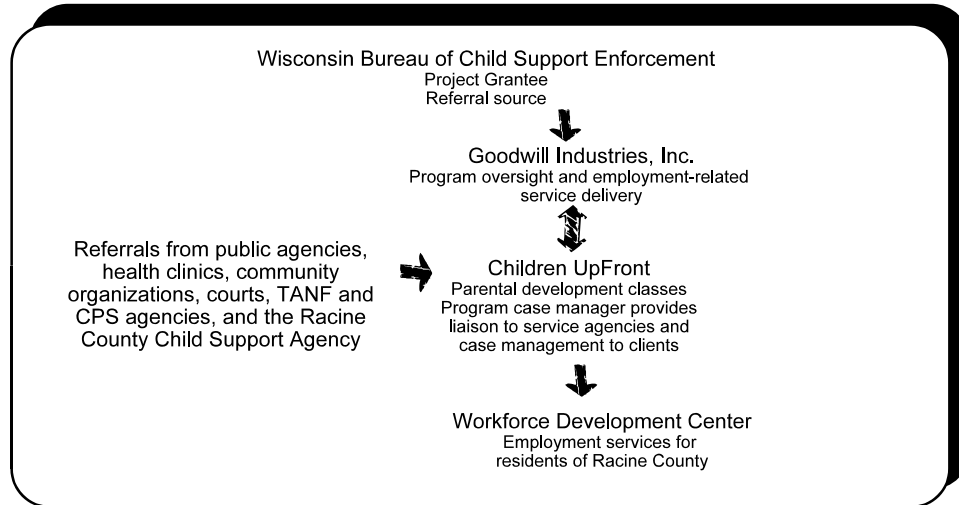 Wisconsin Bureau of Child Support Enforcement
Project Grantee
Referral source
Goodwill Industries, Inc.
Program oversight and employment-related
service delivery
Referrals from public agencies,
health clinics, community
organizations, courts, TANF and
CPS agencies, and the Racine
County Child Support Agency
Children UpFront
Parental development classes
Program case manager provides
liaison to service agencies and
case management to clients
Workforce Development Center
Employment services for
residents of Racine County